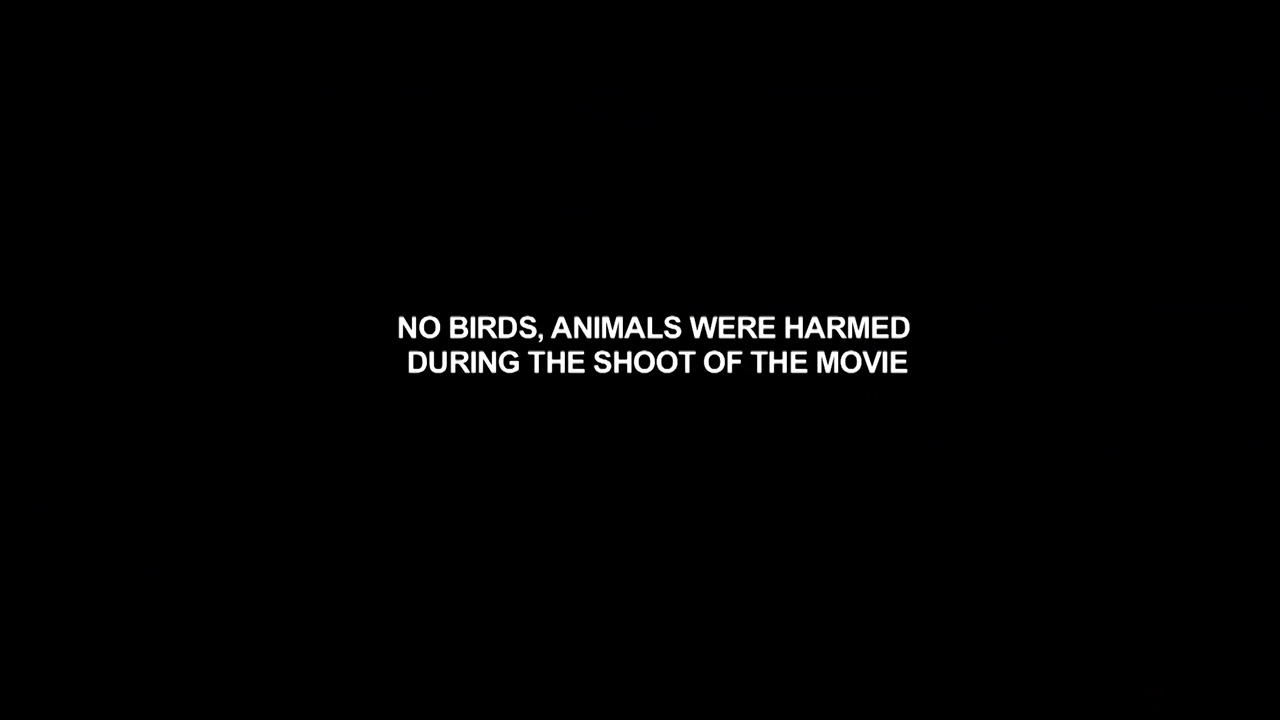 NO BIRDS, ANIMALS WERE HARMED
DURING THE SHOOT OF THE MOVIE